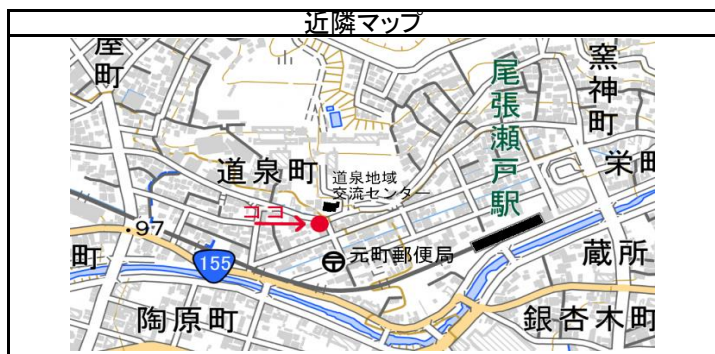 近隣マップ
屋町
尾張瀬戸駅
窯神町
栄町
道泉町
道泉地域
交流センター
ココ
97
155
元町郵便局
蔵所
町
陶原町
銀杏木町